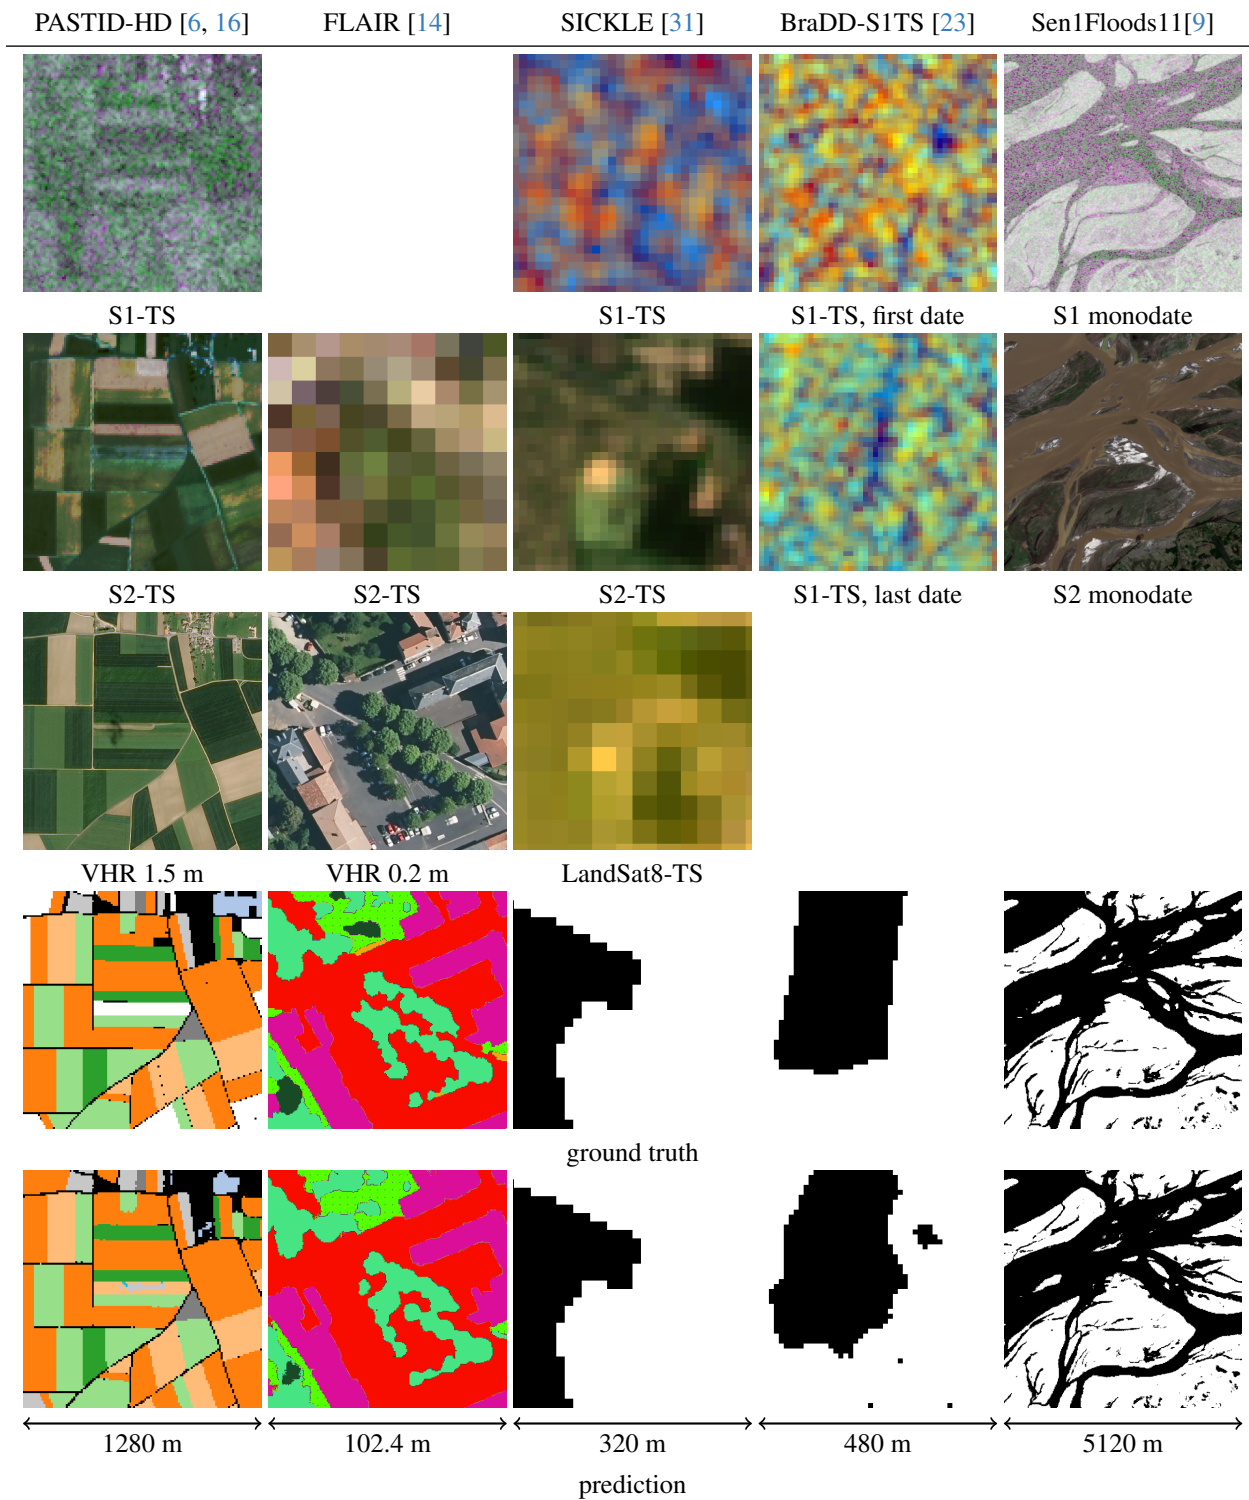 PASTID-HD [6, 16] FLAIR [14] SICKLE [31] BraDD-S1TS [23] Sen1Floods11[9]
S1-TS S1-TS S1-TS, first date S1 monodate
S2-TS S2-TS S2-TS S1-TS, last date S2 monodate
VHR 1.5 m VHR 0.2 m LandSat8-TS
ground truth
1280 m 102.4 m 320 m 480 m 5120 m
prediction